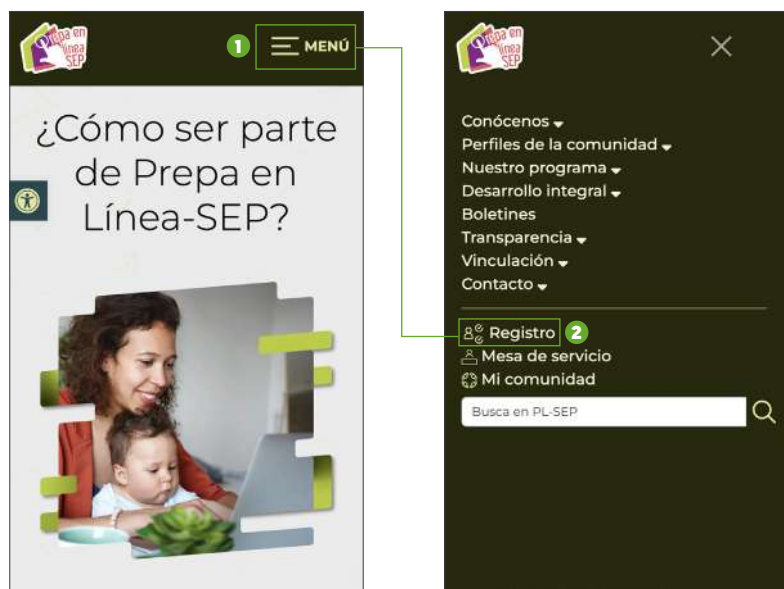 Prepa en
línea
SEP
1
MENÚ
¿Cómo ser parte
de Prepa en
Línea-SEP?
Prepa en
línea
SEP
Conócenos
Perfiles de la comunidad
Nuestro programa
Desarrollo integral
Boletines
Transparencia
Vinculación
Contacto
Registro 2
Mesa de servicio
Mi comunidad
Busca en PL-SEP